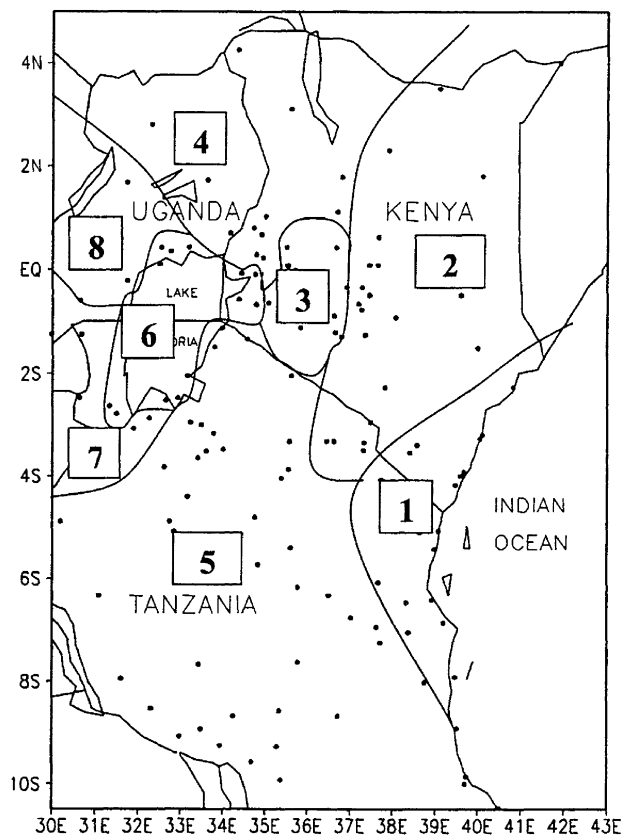 4N
4
2N
UGANDA
KENYA
8
2
EQ
LAKE
3
6
ORIA
2S
7
4S
1
INDIAN
OCEAN
5
6S
TANZANIA
8S
10S
30E 31E 32E 33E 34E 35E 36E 37E 38E 39E 40E 41E 42E 43E